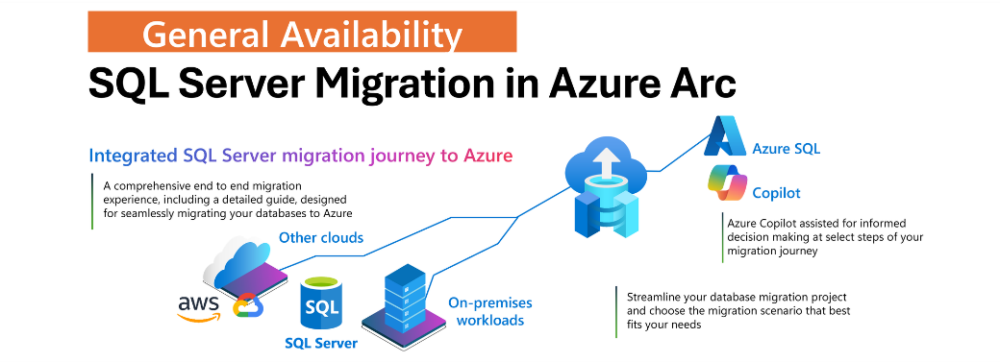 General Availability
SQL Server Migration in Azure Arc
Integrated SQL Server migration journey to Azure
A comprehensive end to end migration
experience, including a detailed guide, designed
for seamlessly migrating your databases to Azure
Other clouds
aws
SQL
SQL Server
On-premises
workloads
Azure SQL
Copilot
Azure Copilot assisted for informed
decision making at select steps of your
migration journey
Streamline your database migration project
and choose the migration scenario that best
fits your needs